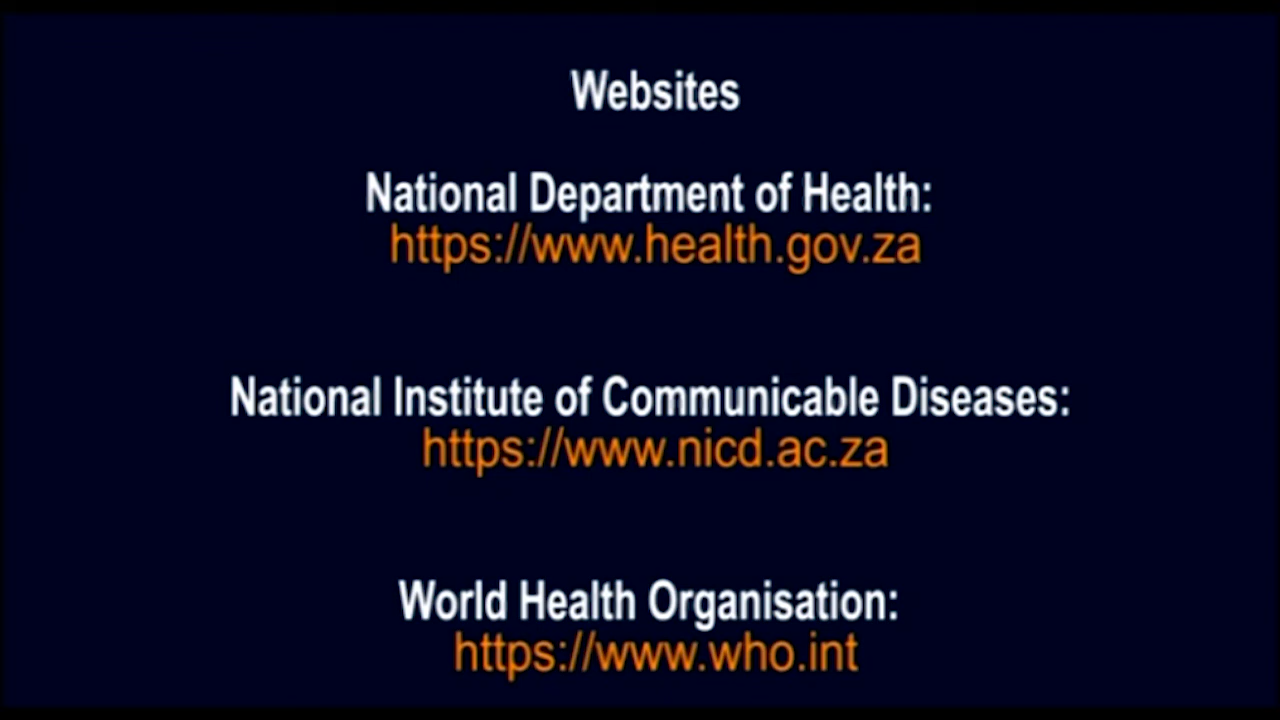 Websites
National Department of Health:
https://www.health.gov.za
National Institute of Communicable Diseases:
https://www.nicd.ac.za
World Health Organisation:
https://www.who.int